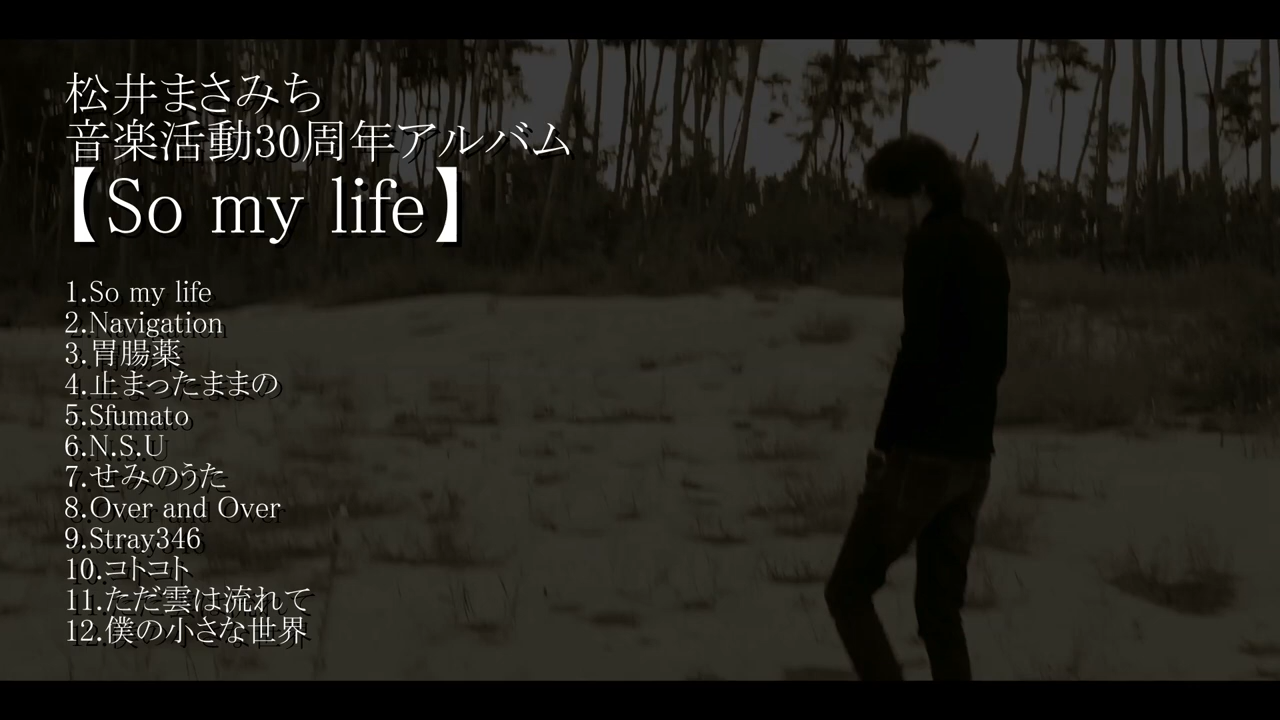 松井まさみち
音楽活動30周年アルバム
【So my life】
1.So my life
2.Navigation
3.胃腸薬
4.止まったままの
5.Sfumato
6.N.S.U
7.せみのうた
8.Over and Over
9.Stray346
10.コトコト
11.ただ雲は流れて
12.僕の小さな世界